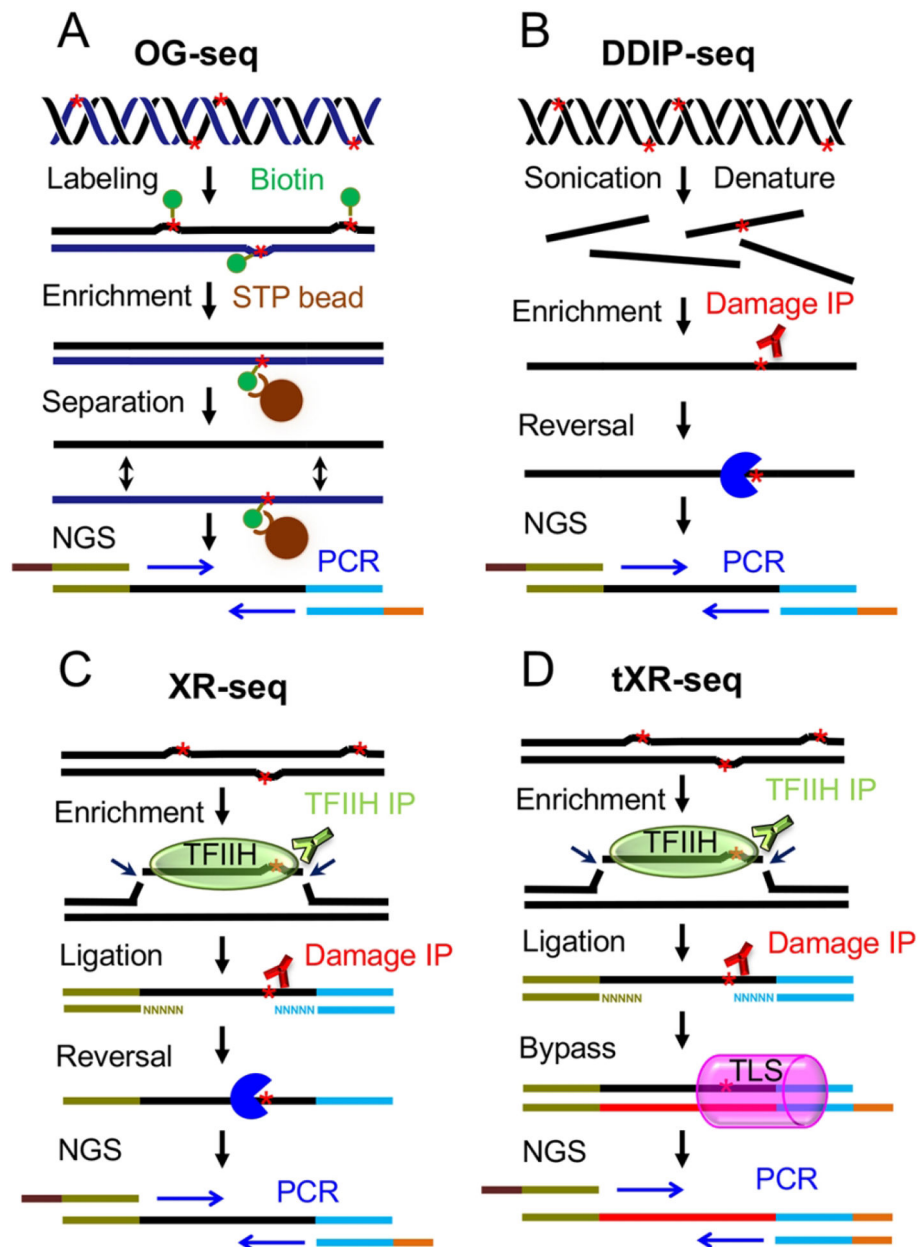 A
OG-seq
Labeling Biotin
Enrichment STP bead
Separation
NGS
PCR
B
DDIP-seq
Sonication Denature
Enrichment Damage IP
Reversal
NGS
PCR
C
XR-seq
Enrichment TFIIH IP
TFIIH
Ligation Damage IP
NNNNN NNNNN
Reversal
NGS
PCR
D
tXR-seq
Enrichment TFIIH IP
TFIIH
Ligation Damage IP
NNNNN NNNNN
Bypass
TLS
NGS
PCR